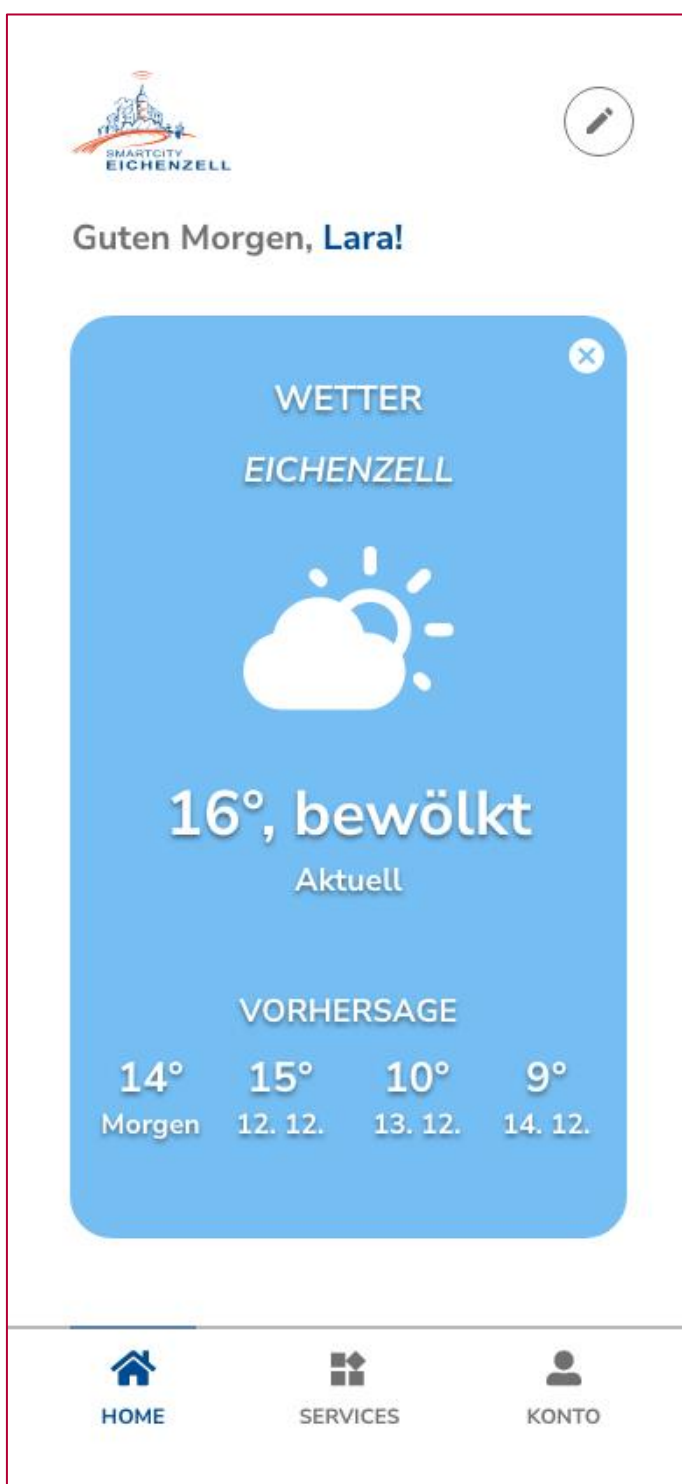 SMARTCITY
EICHENZELL
Guten Morgen, Lara!
WETTER
EICHENZELL
16°, bewölkt
Aktuell
VORHERSAGE
14° 15° 10° 9°
Morgen 12. 12. 13. 12. 14. 12.
HOME SERVICES KONTO